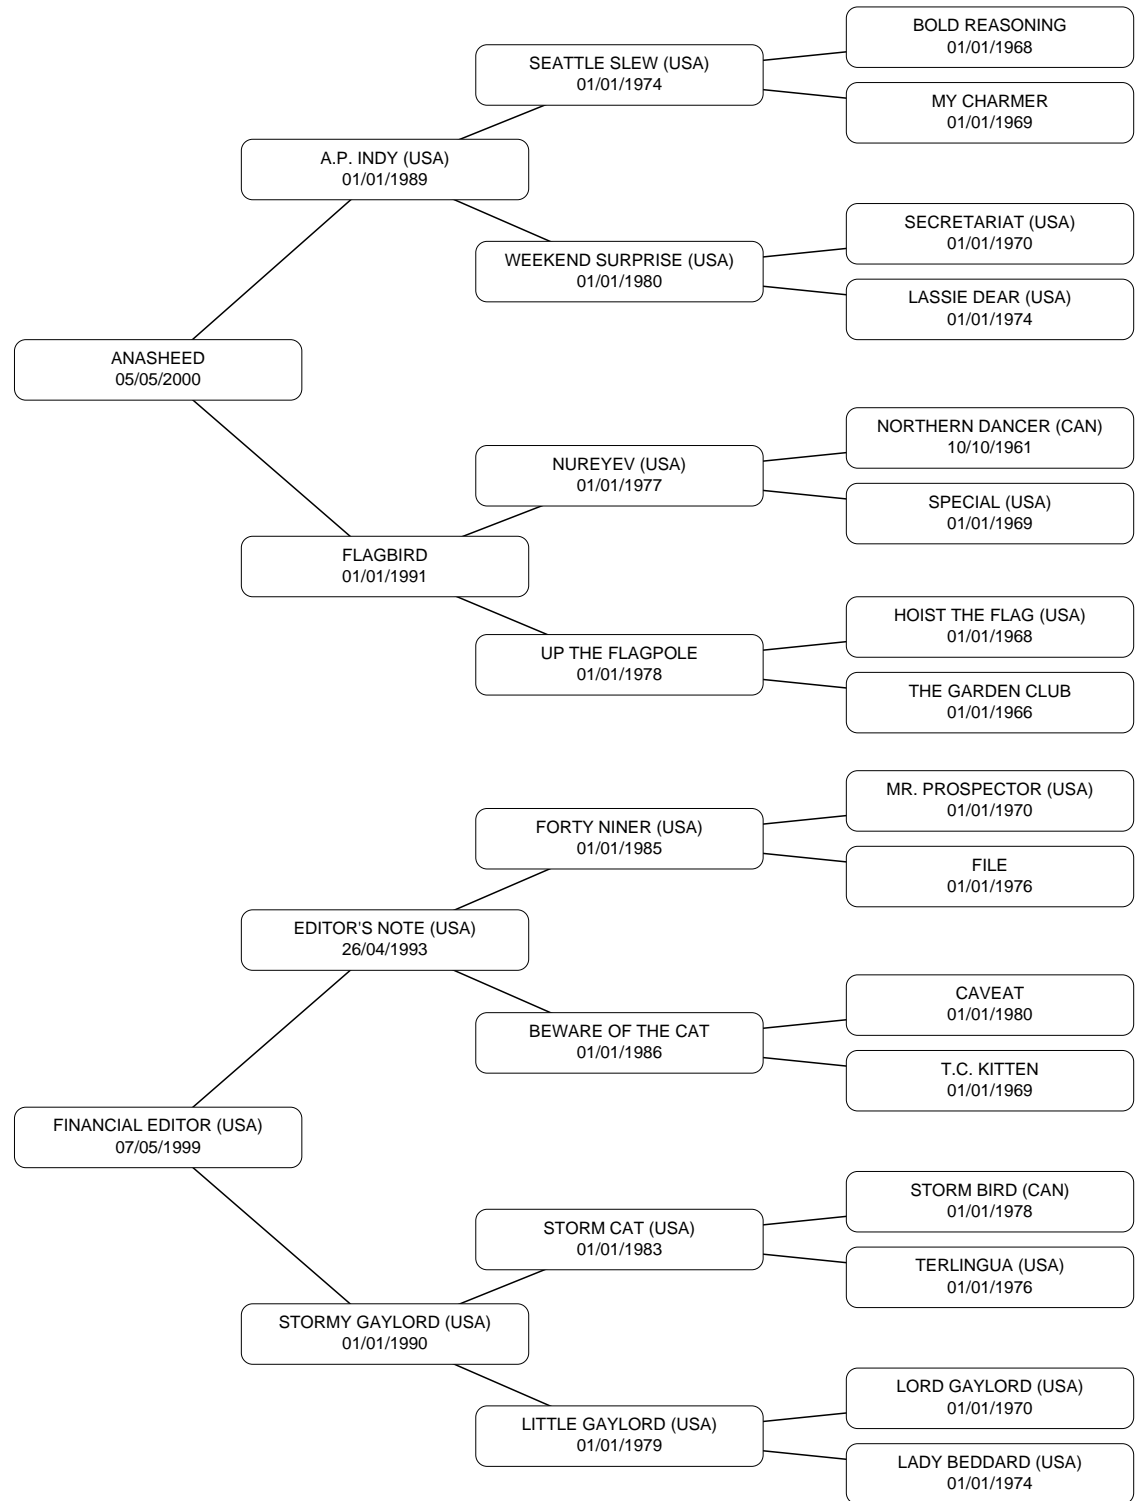 BOLD REASONING
01/01/1968
SEATTLE SLEW (USA)
01/01/1974
MY CHARMER
01/01/1969
A.P. INDY (USA)
01/01/1989
SECRETARIAT (USA)
01/01/1970
WEEKEND SURPRISE (USA)
01/01/1980
LASSIE DEAR (USA)
01/01/1974
ANASHEED
05/05/2000
NORTHERN DANCER (CAN)
10/10/1961
NUREYEV (USA)
01/01/1977
SPECIAL (USA)
01/01/1969
FLAGBIRD
01/01/1991
HOIST THE FLAG (USA)
01/01/1968
UP THE FLAGPOLE
01/01/1978
THE GARDEN CLUB
01/01/1966
MR. PROSPECTOR (USA)
01/01/1970
FORTY NINER (USA)
01/01/1985
FILE
01/01/1976
EDITOR'S NOTE (USA)
26/04/1993
CAVEAT
01/01/1980
BEWARE OF THE CAT
01/01/1986
T.C. KITTEN
01/01/1969
FINANCIAL EDITOR (USA)
07/05/1999
STORM BIRD (CAN)
01/01/1978
STORM CAT (USA)
01/01/1983
TERLINGUA (USA)
01/01/1976
STORMY GAYLORD (USA)
01/01/1990
LORD GAYLORD (USA)
01/01/1970
LITTLE GAYLORD (USA)
01/01/1979
LADY BEDDARD (USA)
01/01/1974